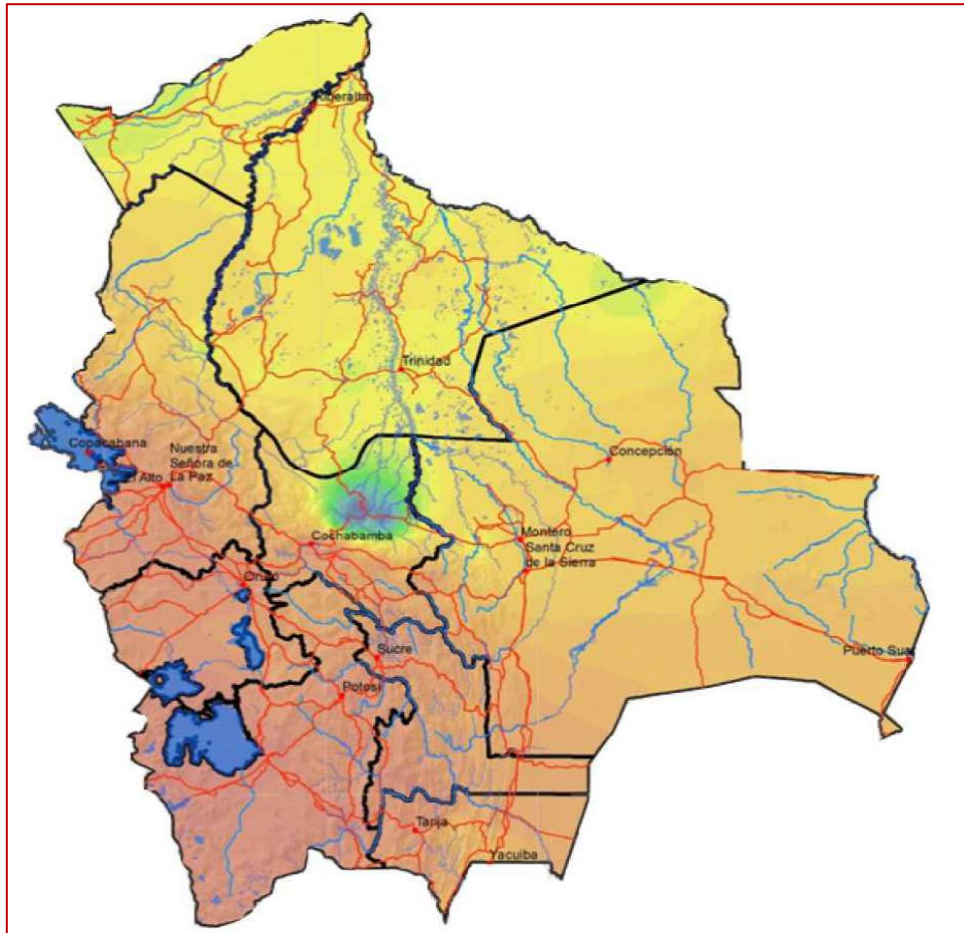 Trinidad
Copacabana
Nuestra
Señora de
La Paz
El Alto
Concepción
Cochabamba
Montero
Santa Cruz
de la Sierra
Oruro
Sucre
Puerto Sua
Potosí
Tarija
Yacuiba